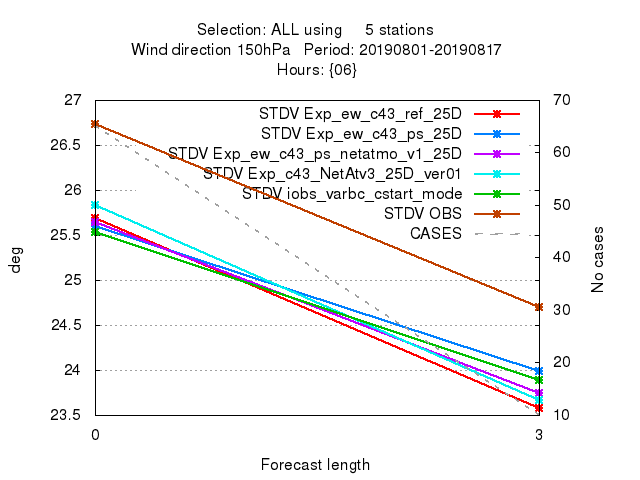 Selection: ALL using     5 stations
Wind direction 150hPa   Period: 20190801-20190817
Hours: {06}
27
70
STDV Exp_ew_c43_ref_25D
STDV Exp_ew_c43_ps_25D
26.5
60
STDV Exp_ew_c43_ps_netatmo_v1_25D
STDV Exp_c43_NetAtv3_25D_ver01
26
50
STDV iobs_varbc_cstart_mode
STDV OBS
25.5
CASES
40
deg
No cases
25
30
24.5
24
20
23.5
10
0
3
Forecast length